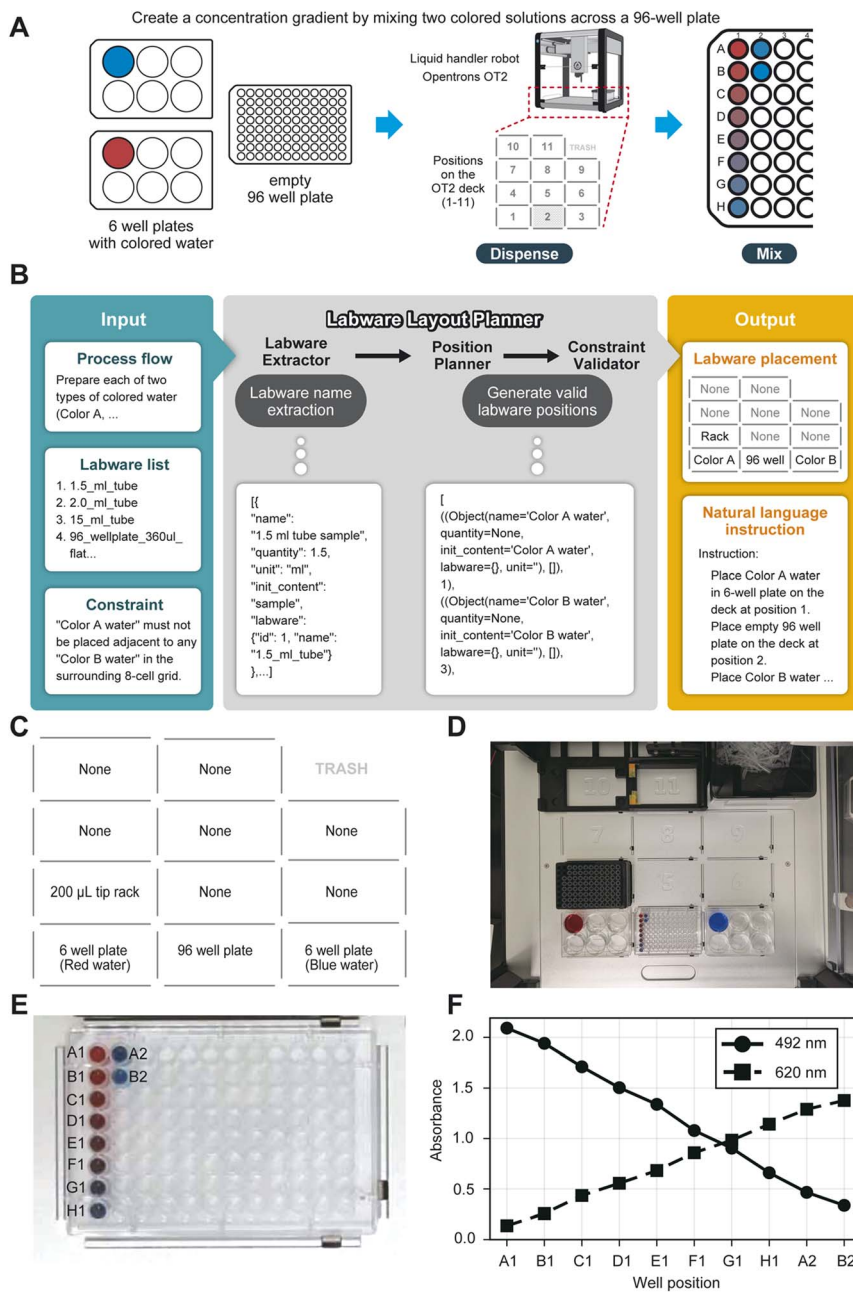 Create a concentration gradient by mixing two colored solutions across a 96-well plate
A
6 well plates
with colored water
empty
96 well plate
Liquid handler robot
Opentrons OT2
Positions
on the
OT2 deck
(1-11)
10 11 TRASH
7 8 9
4 5 6
1 2 3
Dispense
1 2 3 4
A
B
C
D
E
F
G
H
Mix
B
Input
Process flow
Prepare each of two
types of colored water
(Color A, ...
Labware list
1. 1.5_ml_tube
2. 2.0_ml_tube
3. 15_ml_tube
4. 96_wellplate_360ul_
flat...
Constraint
"Color A water" must not
be placed adjacent to any
"Color B water" in the
surrounding 8-cell grid.
Labware Layout Planner
Labware
Extractor
Position
Planner
Constraint
Validator
Labware name
extraction
Generate valid
labware positions
[{
"name":
"1.5 ml tube sample",
"quantity": 1.5,
"unit": "ml",
"init_content":
"sample",
"labware":
{"id": 1, "name":
"1.5_ml_tube"}
},...]
[
((Object(name='Color A water',
quantity=None,
init_content='Color A water',
labware={}, unit=''), []),
1),
((Object(name='Color B water',
quantity=None,
init_content='Color B water',
labware={}, unit=''), []),
3),
Output
Labware placement
None None
None None None
Rack None None
Color A 96 well Color B
Natural language
instruction
Instruction:
Place Color A water
in 6-well plate on the
deck at position 1.
Place empty 96 well
plate on the deck at
position 2.
Place Color B water ...
C
None None TRASH
None None None
200 µL tip rack None None
6 well plate
(Red water)
96 well plate
6 well plate
(Blue water)
D
10 11
7 8 9
5 6
E
A1 A2
B1 B2
C1
D1
E1
F1
G1
H1
F
Absorbance
2.0
1.5
1.0
0.5
0.0
492 nm
620 nm
A1 B1 C1 D1 E1 F1 G1 H1 A2 B2
Well position